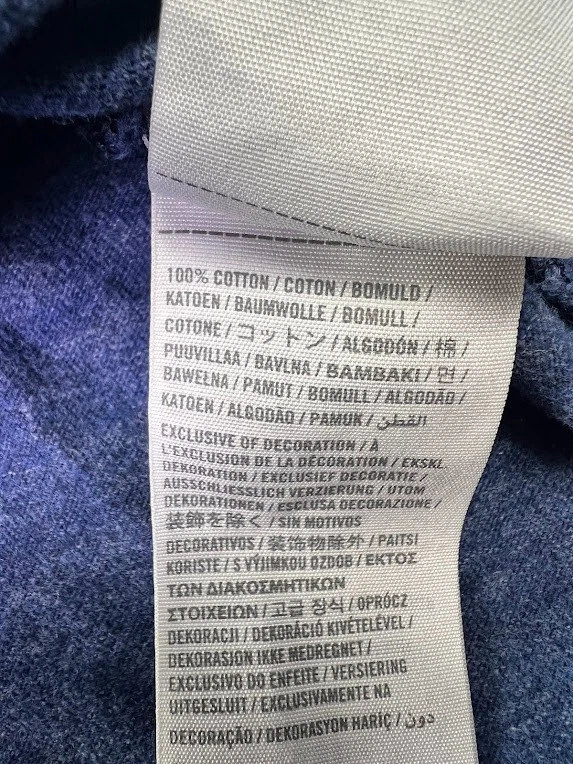 100% COTTON / COTON / BOMULD /
KATOEN / BAUMWOLLE / BOMULL /
COTONE / コットン / ALGODÓN / 棉 /
PUUVILLAA / BAVLNA / BAMBAKI / 면 /
BAWEŁNA / PAMUT / BOMULL / ALGODÃO /
KATOEN / ALGODÃO / PAMUK / القطن
EXCLUSIVE OF DECORATION / À
L'EXCLUSION DE LA DÉCORATION / EKSKL.
DEKORATION / EXCLUSIEF DECORATIE /
AUSSCHLIESSLICH VERZIERUNG / UTOM
DEKORATIONEN / ESCLUSA DECORAZIONE /
装飾を除く / SIN MOTIVOS
DECORATIVOS / 装饰物除外 / PAITSI
KORISTE / S VÝJIMKOU OZDOB / ΕΚΤΟΣ
ΤΩΝ ΔΙΑΚΟΣΜΗΤΙΚΩΝ
ΣΤΟΙΧΕΙΩΝ / 고급 장식 / OPRÓCZ
DEKORACJI / DEKORÁCIÓ KIVÉTELÉVEL /
DEKORASJON IKKE MEDREGNET /
EXCLUSIVO DO ENFEITE / VERSIERING
UITGESLUIT / EXCLUSIVAMENTE NA
DECORAÇÃO / DEKORASYON HARİÇ / دون